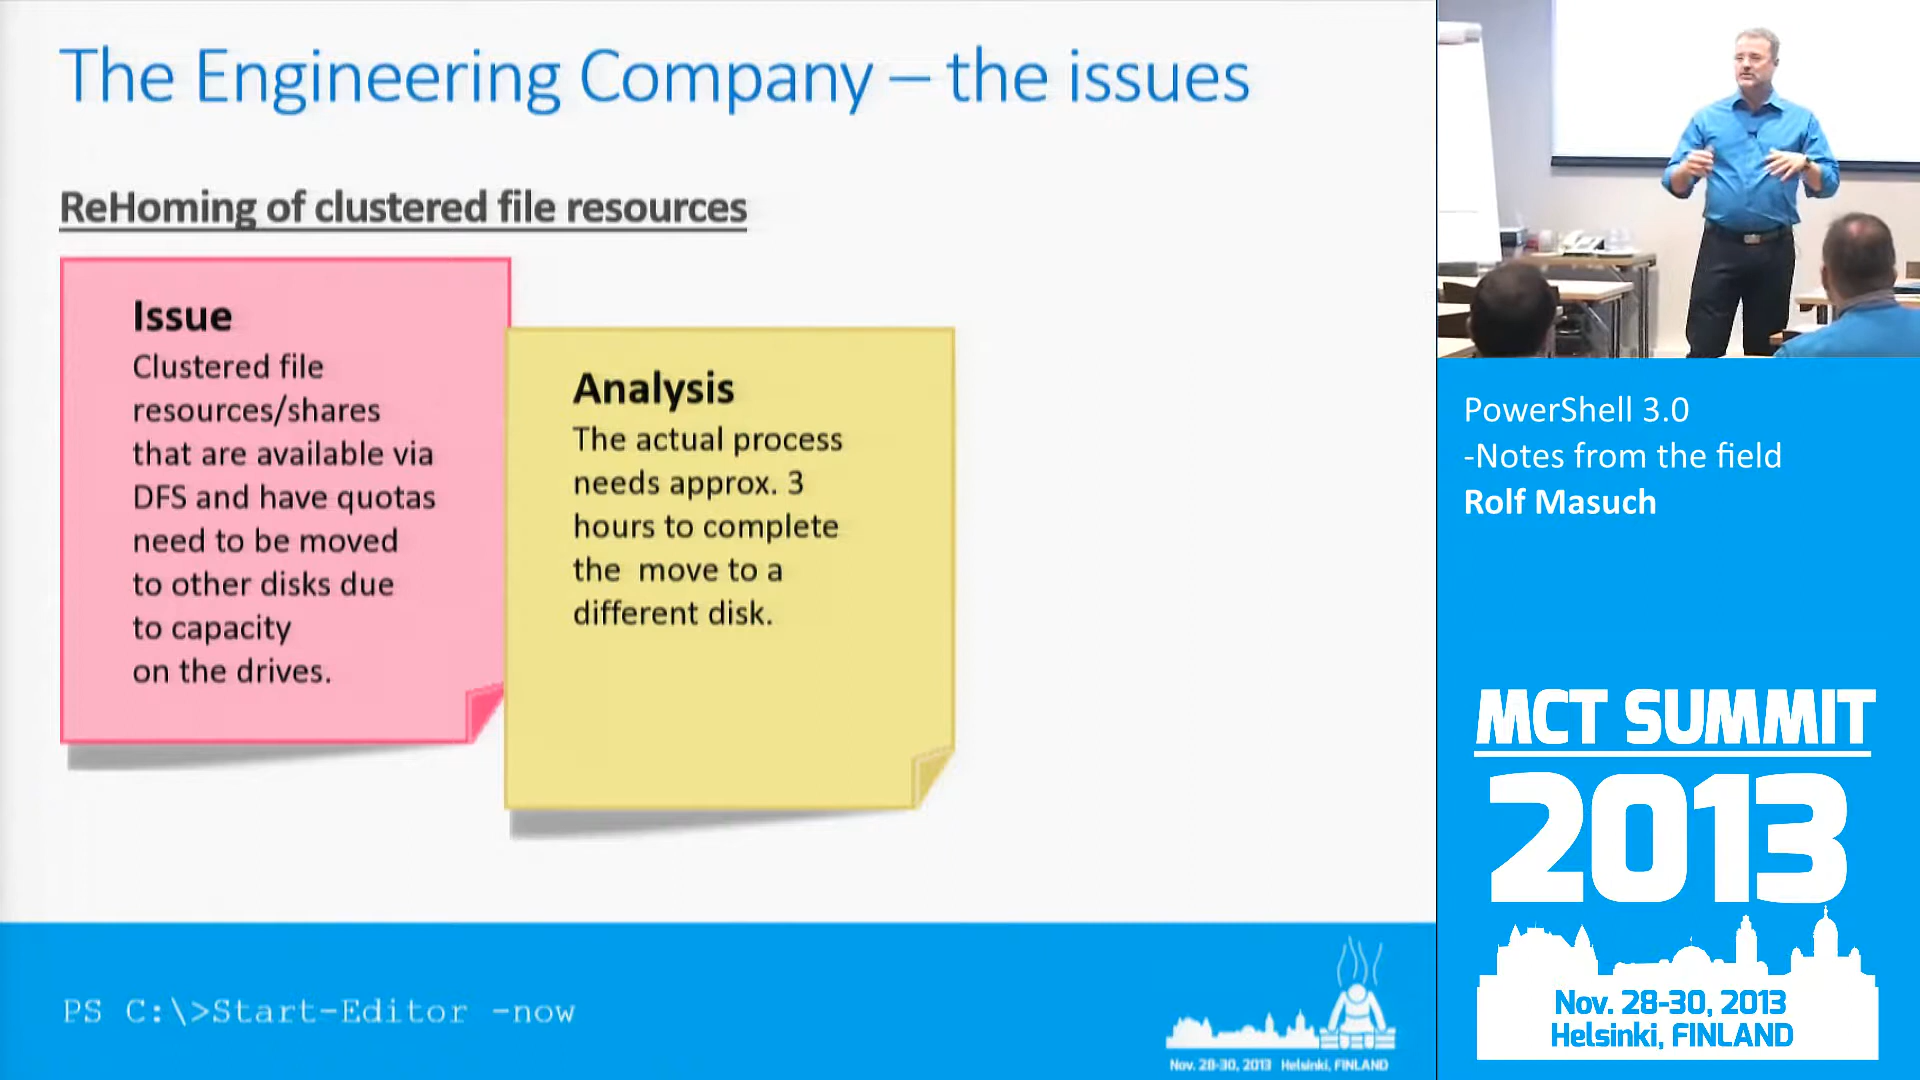 The Engineering Company – the issues
ReHoming of clustered file resources
Issue
Clustered file
resources/shares
that are available via
DFS and have quotas
need to be moved
to other disks due
to capacity
on the drives.
Analysis
The actual process
needs approx. 3
hours to complete
the  move to a
different disk.
PS C:\>Start-Editor -now
Nov. 28-30, 2013 Helsinki, FINLAND
PowerShell 3.0
-Notes from the field
Rolf Masuch
MCT SUMMIT
2013
Nov. 28-30, 2013
Helsinki, FINLAND